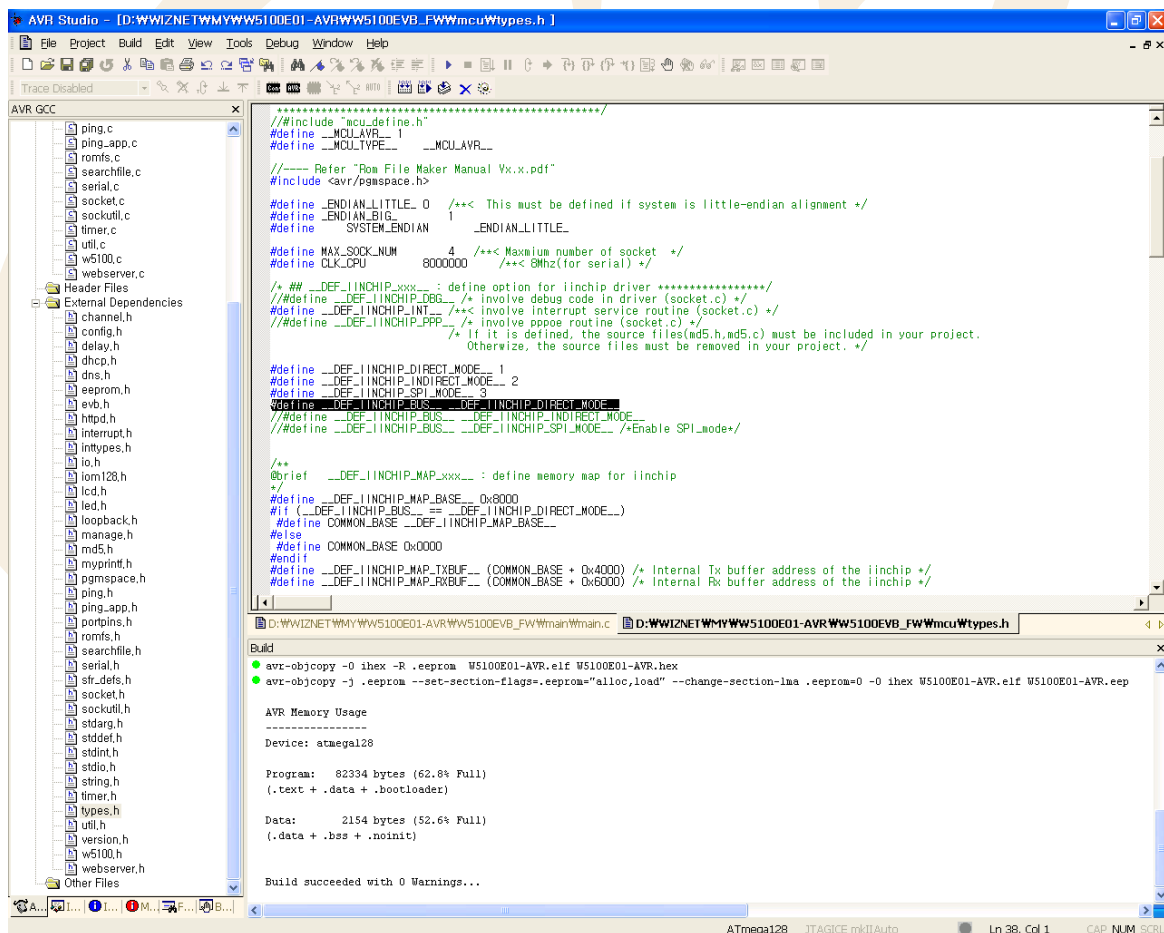 AVR Studio - [D:₩WIZNET₩MY₩W5100E01-AVR₩W5100EVB_FW₩mcu₩types.h ]
File Project Build Edit View Tools Debug Window Help
Trace Disabled
AVR GCC
ping.c
ping_app.c
romfs.c
searchfile.c
serial.c
socket.c
sockutil.c
timer.c
util.c
w5100.c
webserver.c
Header Files
External Dependencies
channel.h
config.h
delay.h
dhcp.h
dns.h
eeprom.h
evb.h
httpd.h
interrupt.h
inttypes.h
io.h
iom128.h
lcd.h
led.h
loopback.h
manage.h
md5.h
myprintf.h
pgmspace.h
ping.h
ping_app.h
portpins.h
romfs.h
searchfile.h
serial.h
sfr_defs.h
socket.h
sockutil.h
stdarg.h
stddef.h
stdint.h
stdio.h
string.h
timer.h
types.h
util.h
version.h
w5100.h
webserver.h
Other Files
A... I... I... M... F... B...
***************************************************/
//#include "mcu_define.h"
#define __MCU_AVR__ 1
#define __MCU_TYPE__ __MCU_AVR__
//---- Refer "Rom File Maker Manual Vx.x.pdf"
#include <avr/pgmspace.h>
#define _ENDIAN_LITTLE_ 0 /**< This must be defined if system is little-endian alignment */
#define _ENDIAN_BIG_ 1
#define SYSTEM_ENDIAN _ENDIAN_LITTLE_
#define MAX_SOCK_NUM 4 /**< Maxmium number of socket */
#define CLK_CPU 8000000 /**< 8Mhz(for serial) */
/* ## __DEF_IINCHIP_xxx__ : define option for iinchip driver *****************/
//#define __DEF_IINCHIP_DBG__ /* involve debug code in driver (socket.c) */
#define __DEF_IINCHIP_INT__ /**< involve interrupt service routine (socket.c) */
//#define __DEF_IINCHIP_PPP__ /* involve pppoe routine (socket.c) */
/* If it is defined, the source files(md5.h,md5.c) must be included in your project.
Otherwize, the source files must be removed in your project. */
#define __DEF_IINCHIP_DIRECT_MODE__ 1
#define __DEF_IINCHIP_INDIRECT_MODE__ 2
#define __DEF_IINCHIP_SPI_MODE__ 3
#define __DEF_IINCHIP_BUS__ __DEF_IINCHIP_DIRECT_MODE__
//#define __DEF_IINCHIP_BUS__ __DEF_IINCHIP_INDIRECT_MODE__
//#define __DEF_IINCHIP_BUS__ __DEF_IINCHIP_SPI_MODE__ /*Enable SPI_mode*/
/**
@brief __DEF_IINCHIP_MAP_xxx__ : define memory map for iinchip
*/
#define __DEF_IINCHIP_MAP_BASE__ 0x8000
#if (__DEF_IINCHIP_BUS__ == __DEF_IINCHIP_DIRECT_MODE__)
#define COMMON_BASE __DEF_IINCHIP_MAP_BASE__
#else
#define COMMON_BASE 0x0000
#endif
#define __DEF_IINCHIP_MAP_TXBUF__ (COMMON_BASE + 0x4000) /* Internal Tx buffer address of the iinchip */
#define __DEF_IINCHIP_MAP_RXBUF__ (COMMON_BASE + 0x6000) /* Internal Rx buffer address of the iinchip */
D:₩WIZNET₩MY₩W5100E01-AVR₩W5100EVB_FW₩main₩main.c D:₩WIZNET₩MY₩W5100E01-AVR₩W5100EVB_FW₩mcu₩types.h
Build
avr-objcopy -O ihex -R .eeprom W5100E01-AVR.elf W5100E01-AVR.hex
avr-objcopy -j .eeprom --set-section-flags=.eeprom="alloc,load" --change-section-lma .eeprom=0 -O ihex W5100E01-AVR.elf W5100E01-AVR.eep
AVR Memory Usage
----------------
Device: atmega128
Program: 82334 bytes (62.8% Full)
(.text + .data + .bootloader)
Data: 2154 bytes (52.6% Full)
(.data + .bss + .noinit)
Build succeeded with 0 Warnings...
ATmega128 JTAGICE mkII Auto Ln 38, Col 1 CAP NUM SCRL